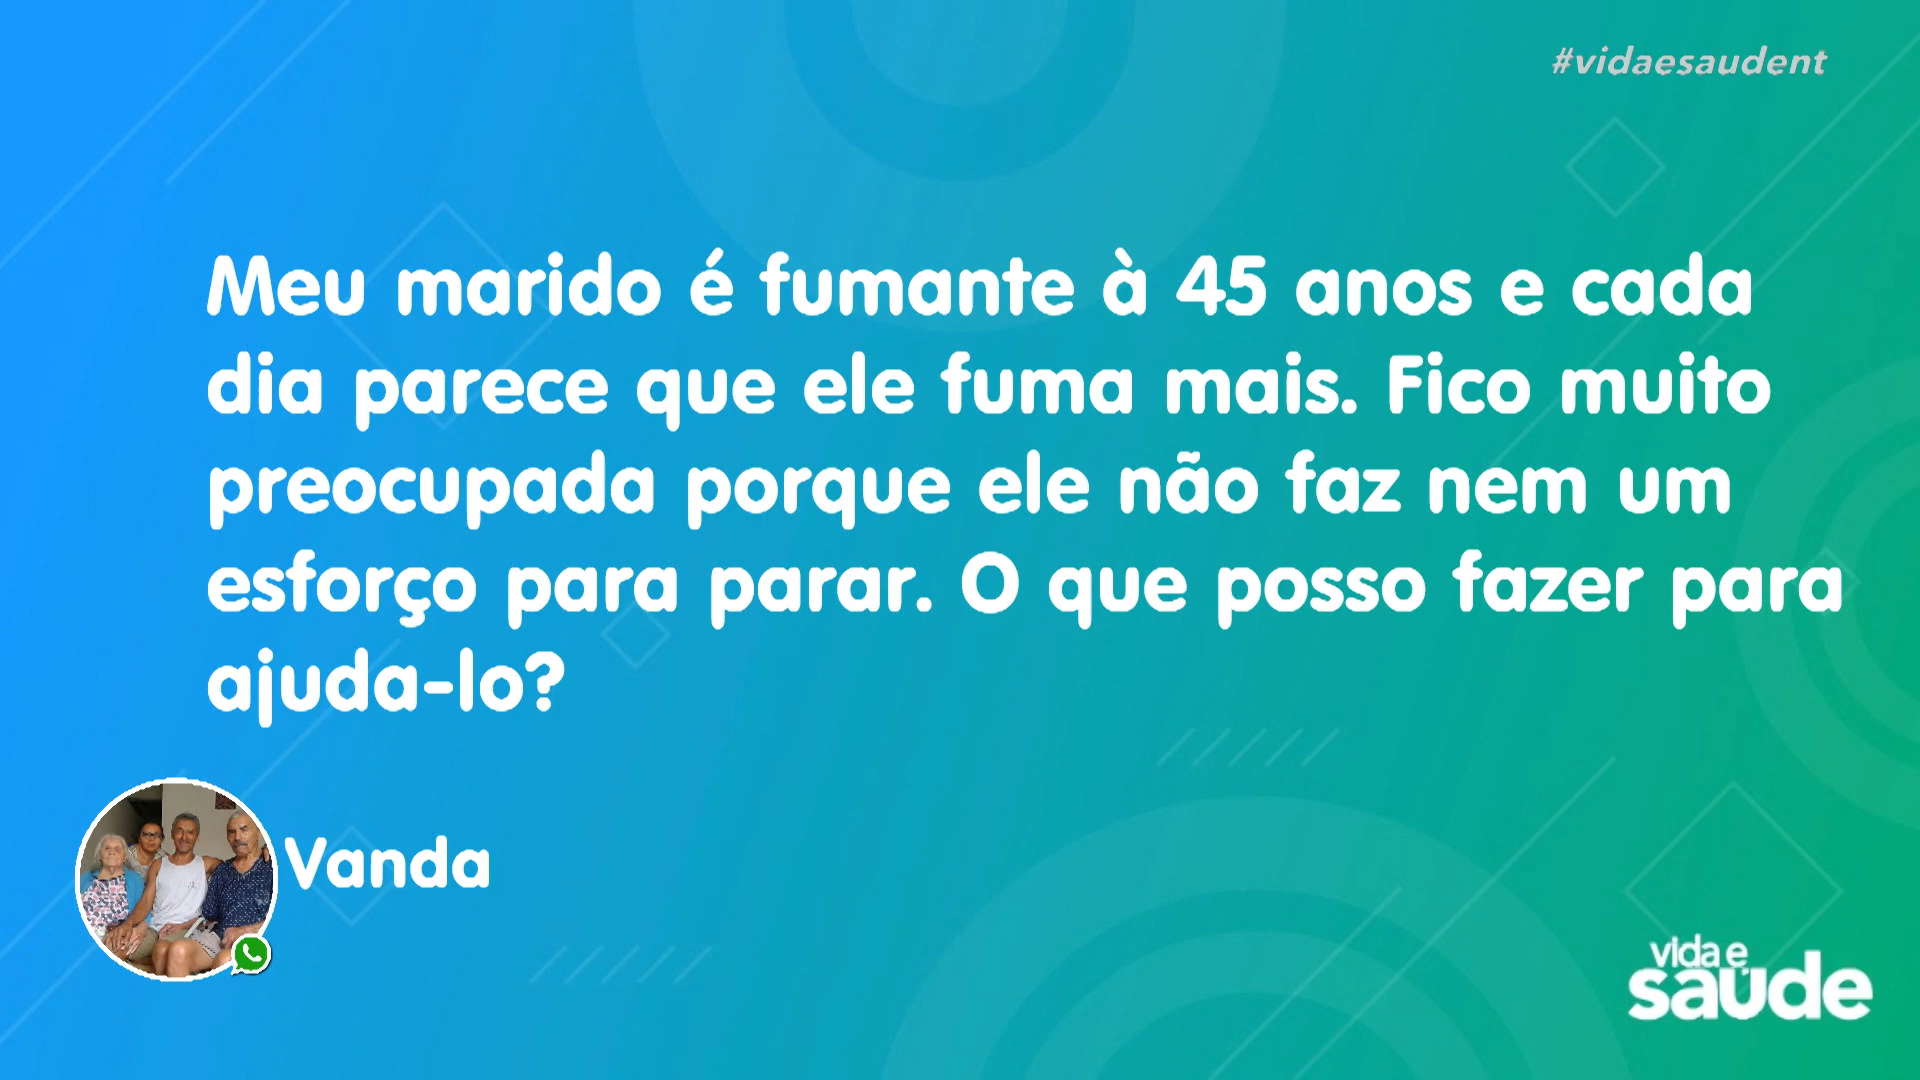 #vidaesaudent
Meu marido é fumante à 45 anos e cada
dia parece que ele fuma mais. Fico muito
preocupada porque ele não faz nem um
esforço para parar. O que posso fazer para
ajuda-lo?
Vanda
vida e
saúde